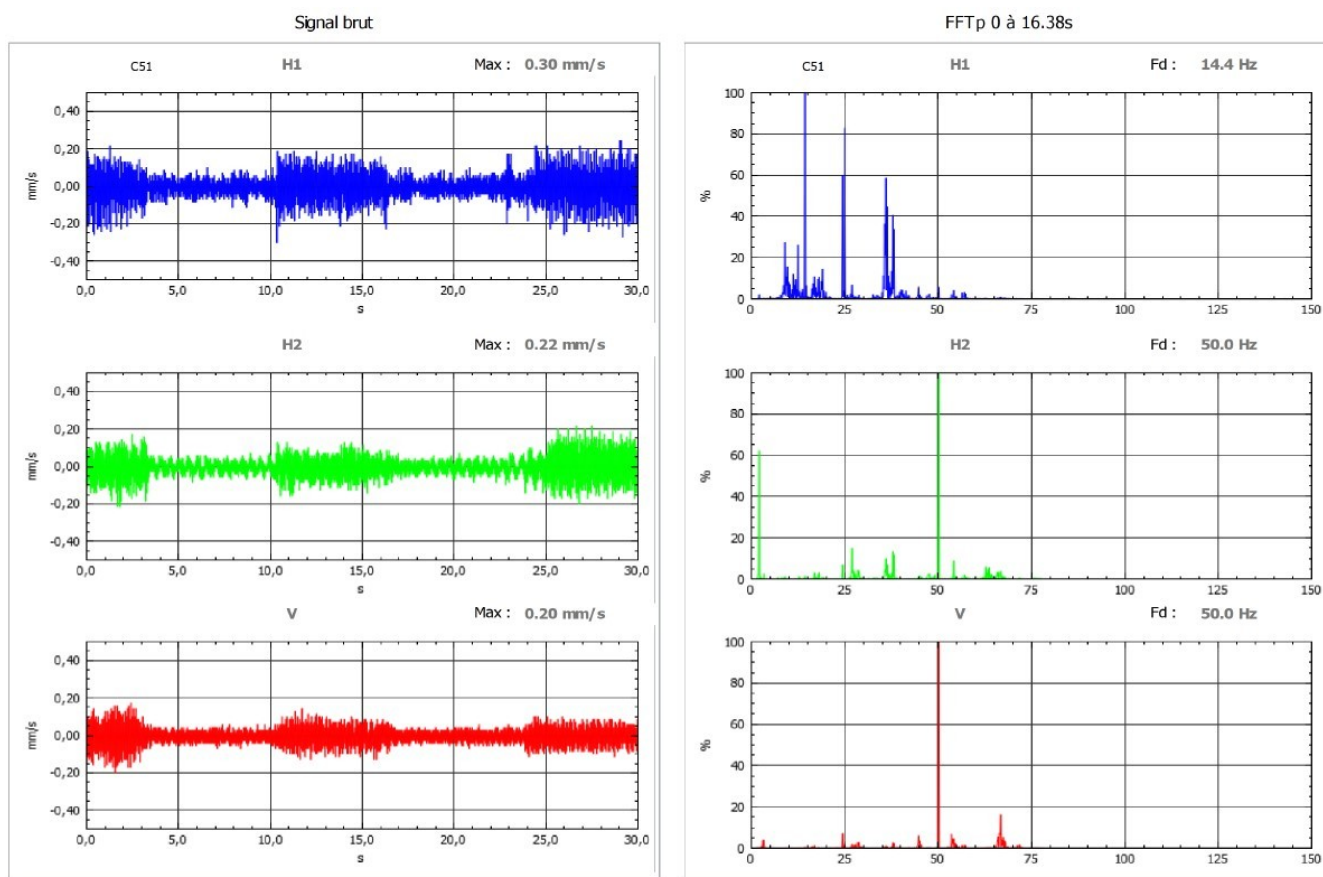 Signal brut
FFTp 0 à 16.38s
C51 H1 Max : 0.30 mm/s
0,40
0,20
0,00
-0,20
-0,40
mm/s
0,0 5,0 10,0 15,0 20,0 25,0 30,0
s
C51 H1 Fd : 14.4 Hz
100
80
60
40
20
0
%
0 25 50 75 100 125 150
H2 Max : 0.22 mm/s
0,40
0,20
0,00
-0,20
-0,40
mm/s
0,0 5,0 10,0 15,0 20,0 25,0 30,0
s
H2 Fd : 50.0 Hz
100
80
60
40
20
0
%
0 25 50 75 100 125 150
V Max : 0.20 mm/s
0,40
0,20
0,00
-0,20
-0,40
mm/s
0,0 5,0 10,0 15,0 20,0 25,0 30,0
s
V Fd : 50.0 Hz
100
80
60
40
20
0
%
0 25 50 75 100 125 150